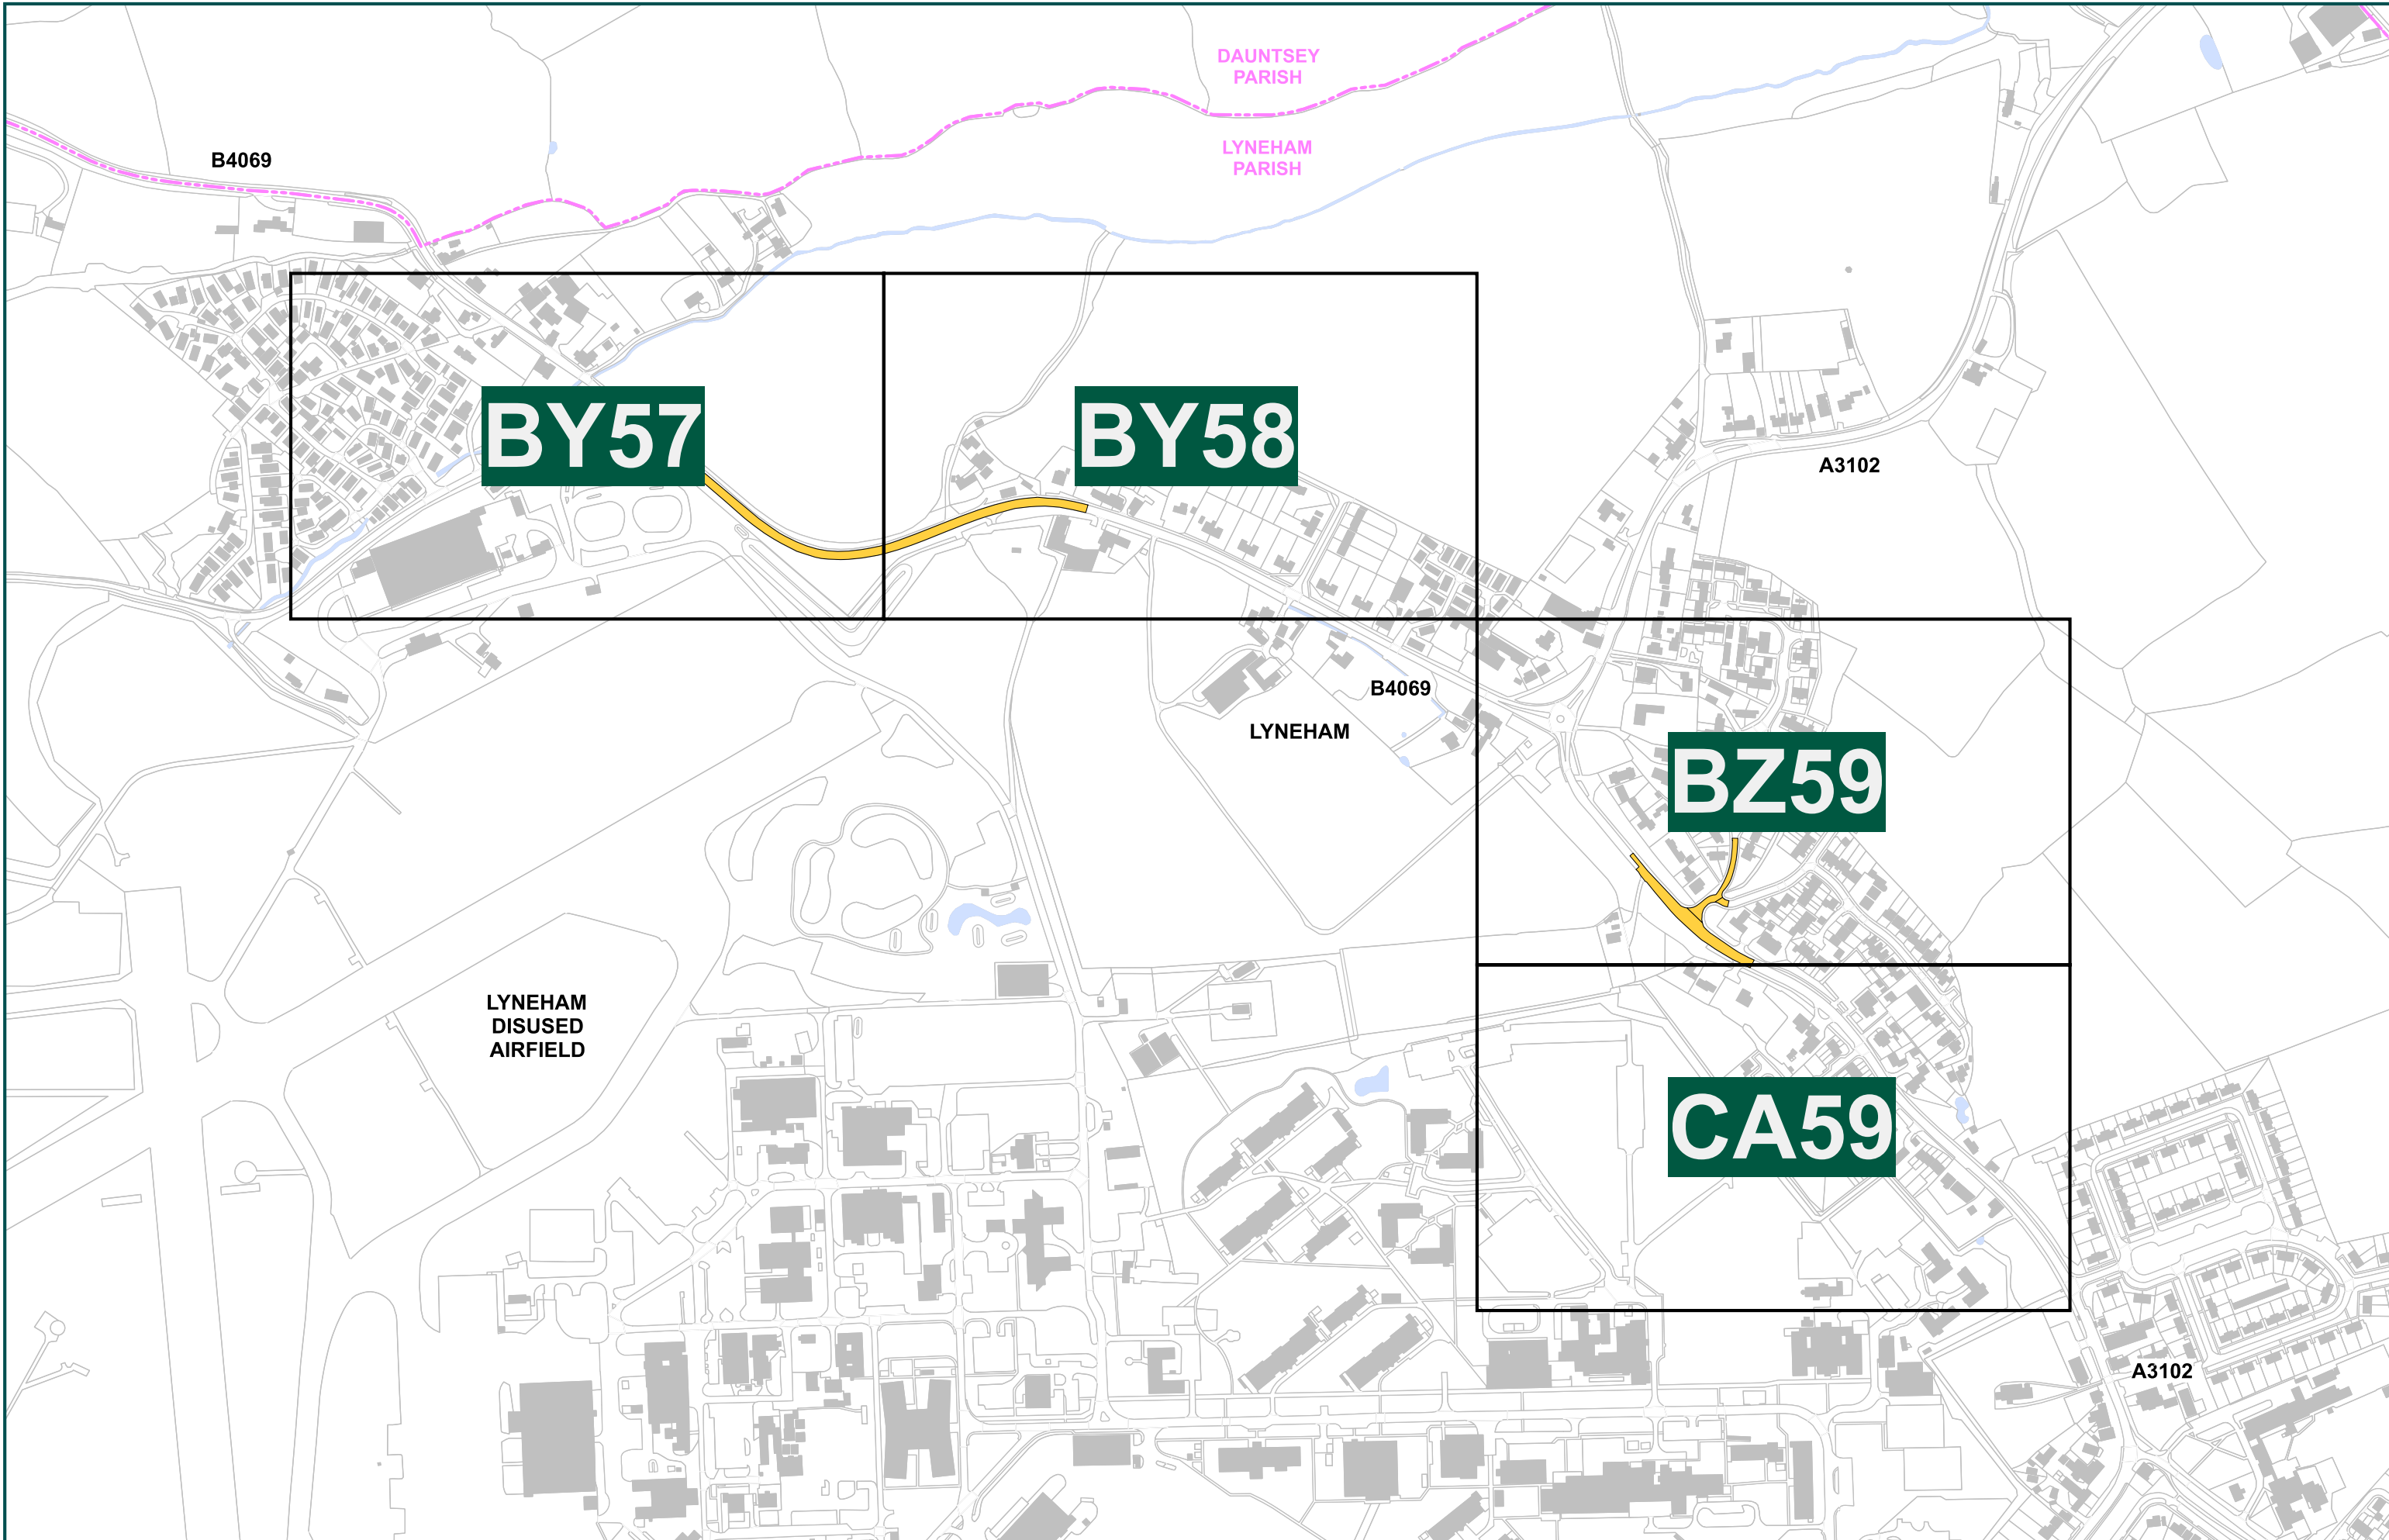 DAUNTSEY
PARISH
LYNEHAM
PARISH
B4069
BY57
BY58
A3102
B4069
LYNEHAM
BZ59
LYNEHAM
DISUSED
AIRFIELD
CA59
A3102